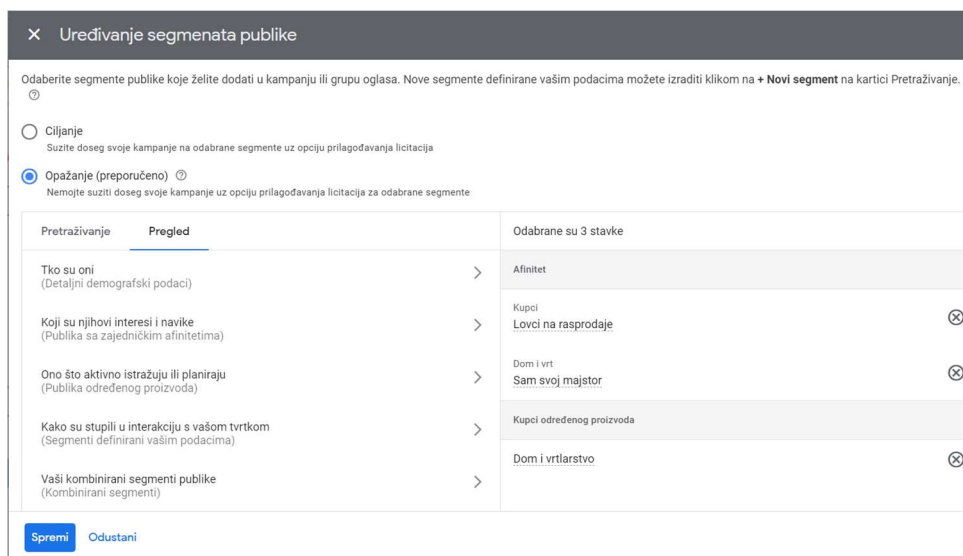 Uređivanje segmenata publike
Odaberite segmente publike koje želite dodati u kampanju ili grupu oglasa. Nove segmente definirane vašim podacima možete izraditi klikom na + Novi segment na kartici Pretraživanje.
Ciljanje
Suzite doseg svoje kampanje na odabrane segmente uz opciju prilagođavanja licitacija
Opažanje (preporučeno)
Nemojte suziti doseg svoje kampanje uz opciju prilagođavanja licitacija za odabrane segmente
Pretraživanje Pregled
Tko su oni
(Detaljni demografski podaci)
Koji su njihovi interesi i navike
(Publika sa zajedničkim afinitetima)
Ono što aktivno istražuju ili planiraju
(Publika određenog proizvoda)
Kako su stupili u interakciju s vašom tvrtkom
(Segmenti definirani vašim podacima)
Vaši kombinirani segmenti publike
(Kombinirani segmenti)
Odabrane su 3 stavke
Afinitet
Kupci
Lovci na rasprodaje
Dom i vrt
Sam svoj majstor
Kupci određenog proizvoda
Dom i vrtlarstvo
Spremi Odustani